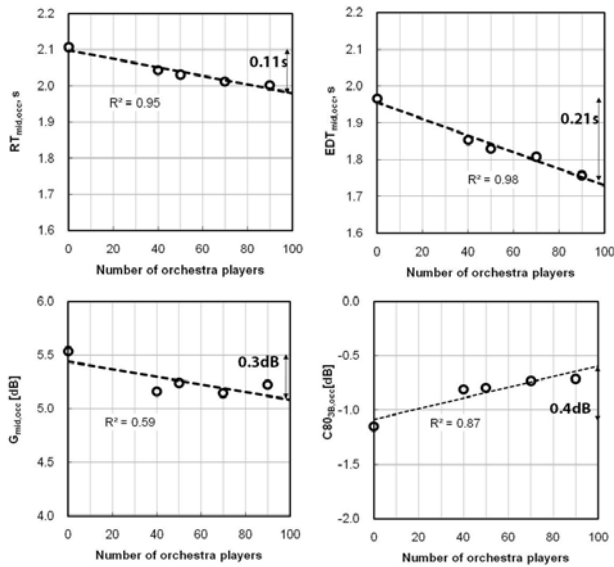 2.2
2.1
2.0
1.9
1.8
1.7
1.6
RT mid,occ, s
0.11s
R² = 0.95
0 20 40 60 80 100
Number of orchestra players
2.2
2.1
2.0
1.9
1.8
1.7
1.6
EDT mid,occ, s
0.21s
R² = 0.98
0 20 40 60 80 100
Number of orchestra players
6.0
5.5
5.0
4.5
4.0
G mid,occ [dB]
0.3dB
R² = 0.59
0 20 40 60 80 100
Number of orchestra players
0.0
-0.5
-1.0
-1.5
-2.0
C80 3B,occ [dB]
0.4dB
R² = 0.87
0 20 40 60 80 100
Number of orchestra players